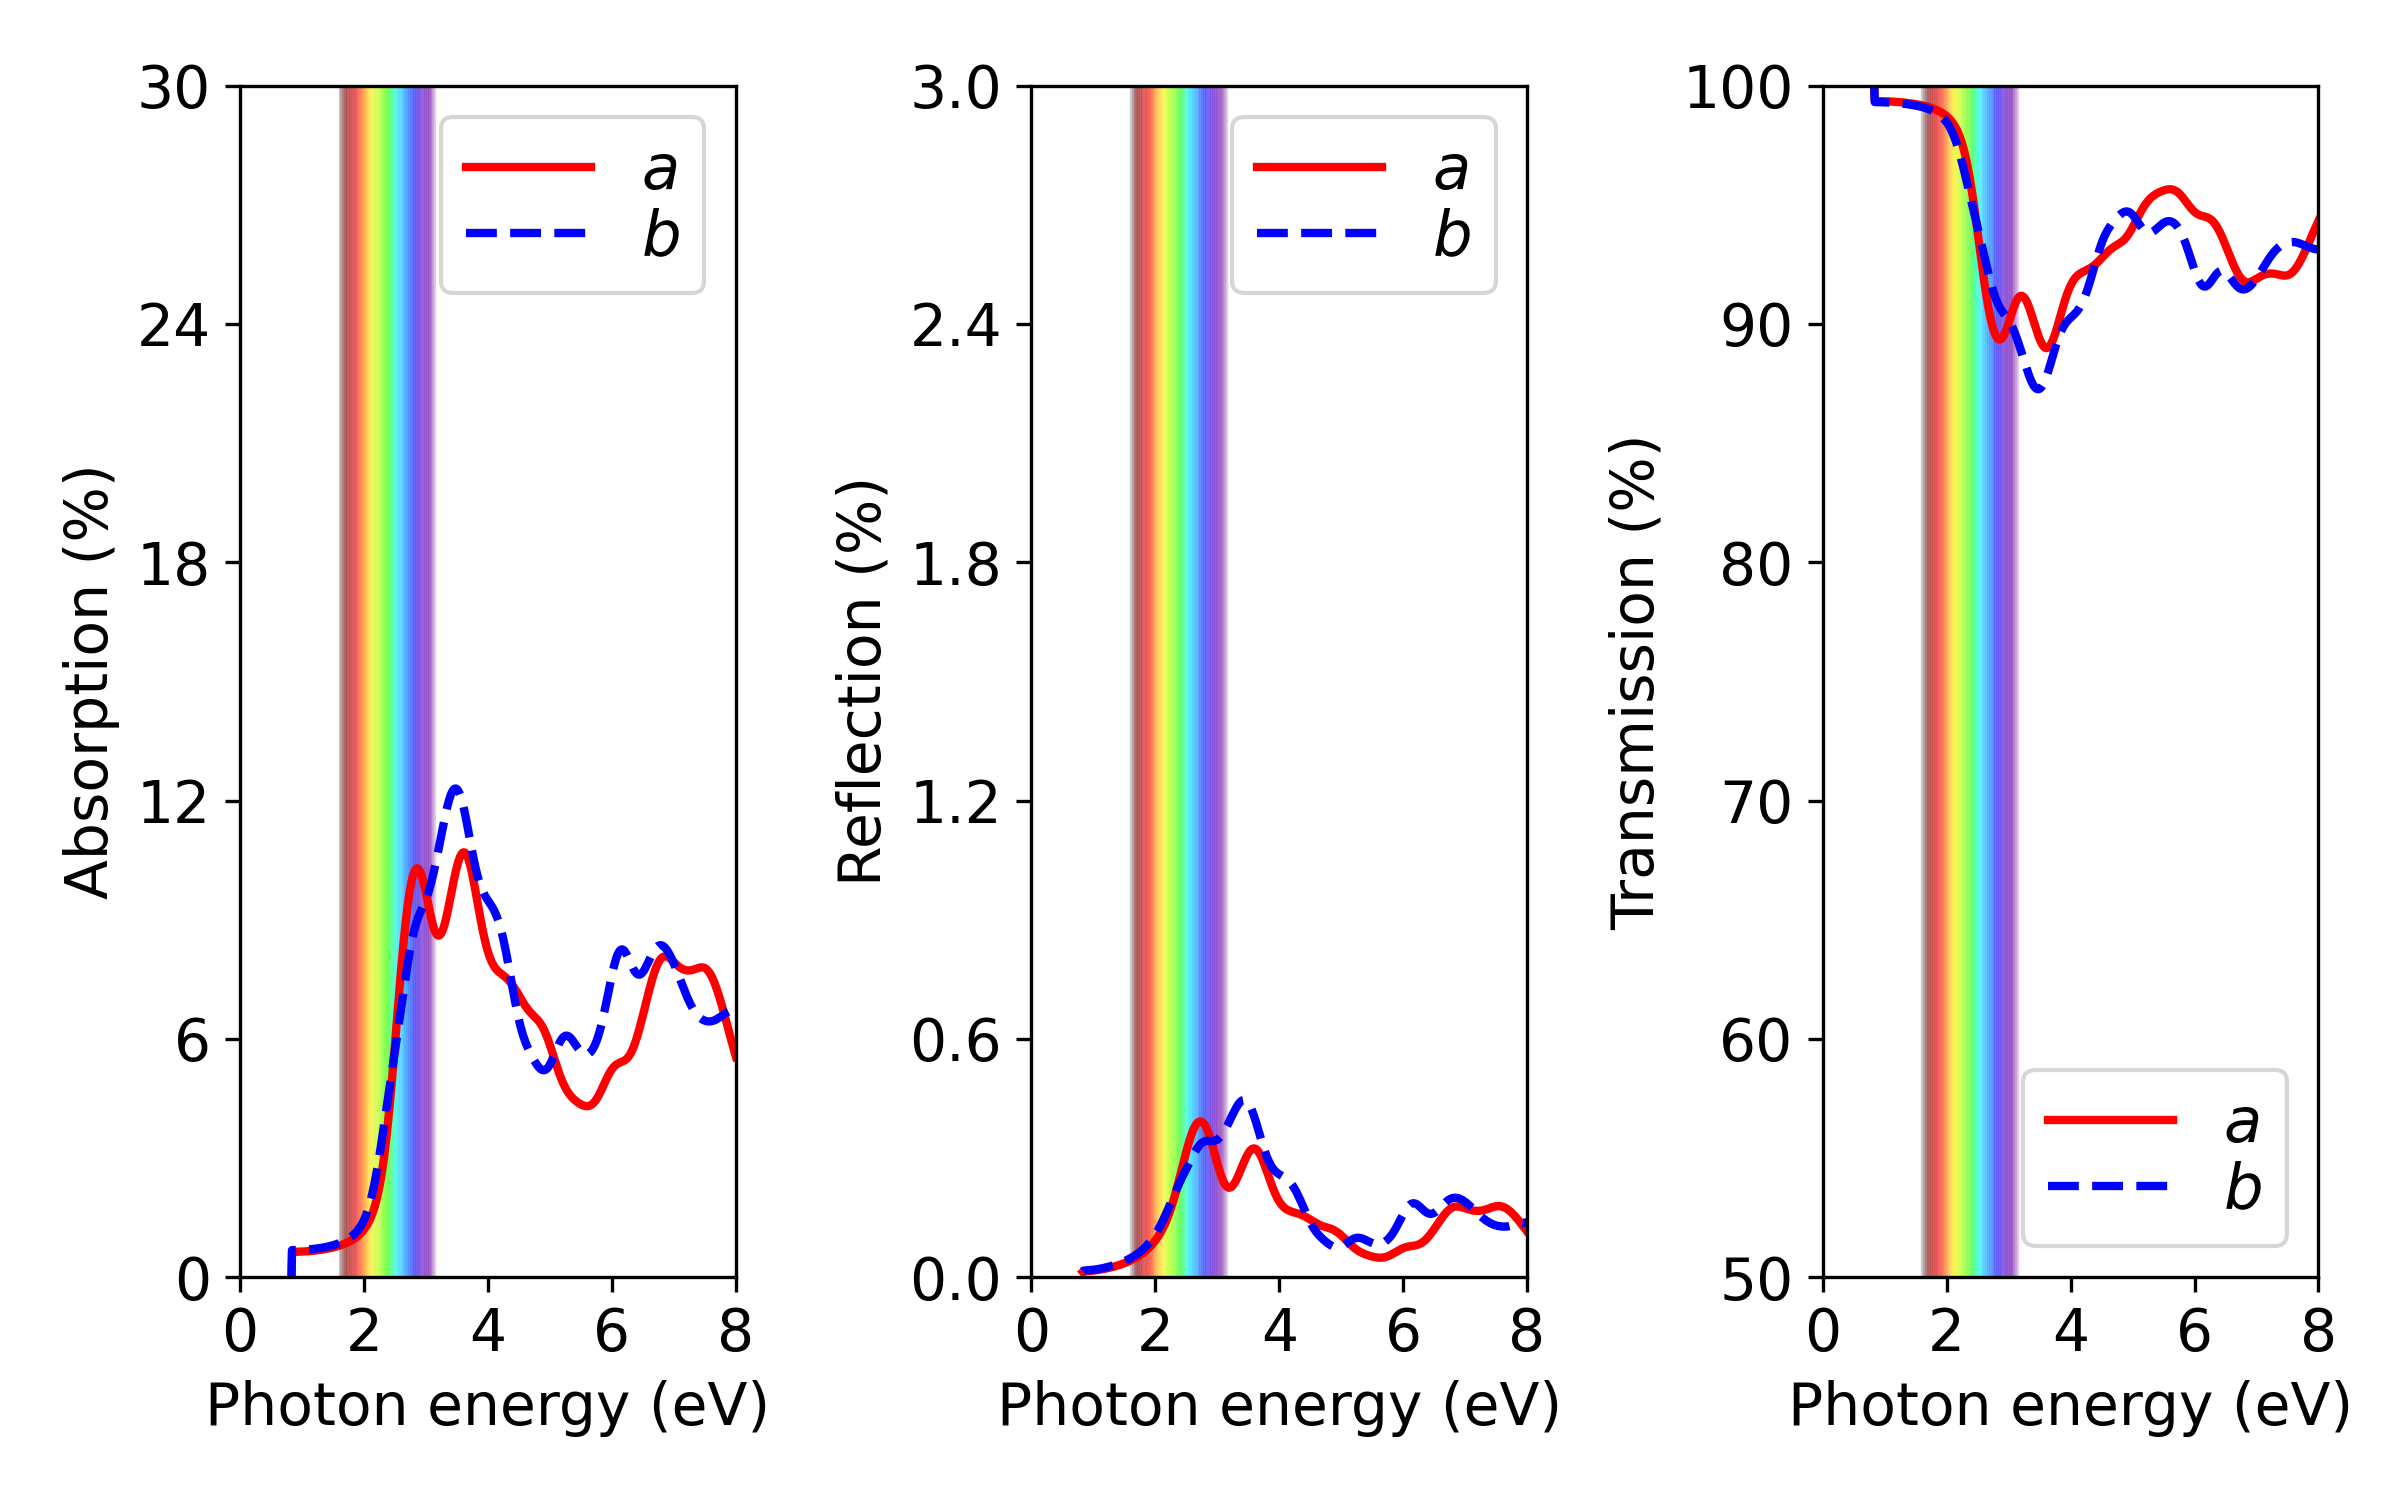 Absorption (%)
30
24
18
12
6
0
0 2 4 6 8
Photon energy (eV)
a
b
Reflection (%)
3.0
2.4
1.8
1.2
0.6
0.0
0 2 4 6 8
Photon energy (eV)
a
b
Transmission (%)
100
90
80
70
60
50
0 2 4 6 8
Photon energy (eV)
a
b